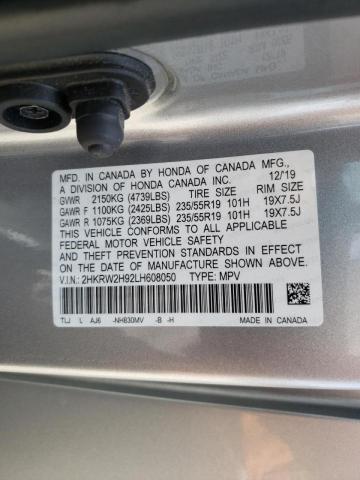 MFD. IN CANADA BY HONDA OF CANADA MFG.,
A DIVISION OF HONDA CANADA INC. 12/'19
GVWR 2150KG (4739LBS) TIRE SIZE RIM SIZE
GAWR F 1100KG (2425LBS) 235/55R19 101H 19X7.5J
GAWR R 1075KG (2369LBS) 235/55R19 101H 19X7.5J
THIS VEHICLE CONFORMS TO ALL APPLICABLE
FEDERAL MOTOR VEHICLE SAFETY AND
THEFT PREVENTION STANDARDS IN EFFECT
ON THE DATE OF MANUFACTURE SHOWN ABOVE.
V.I.N.: 2HKRW2H92LH608050 TYPE: MPV
TLJ L AJ6 -NH830MV -B -H MADE IN CANADA